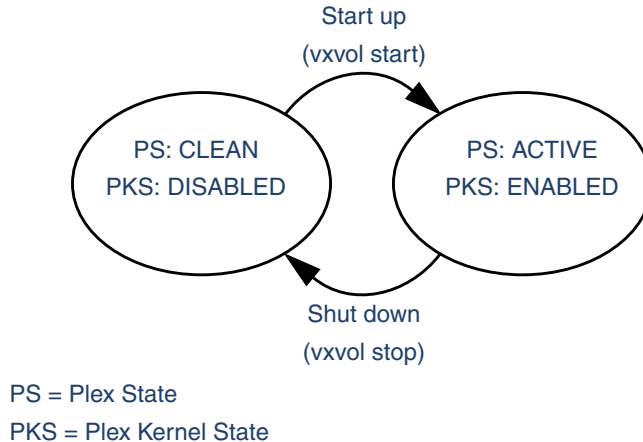 Start up
(vxvol start)
PS: CLEAN
PKS: DISABLED
PS: ACTIVE
PKS: ENABLED
Shut down
(vxvol stop)
PS = Plex State
PKS = Plex Kernel State